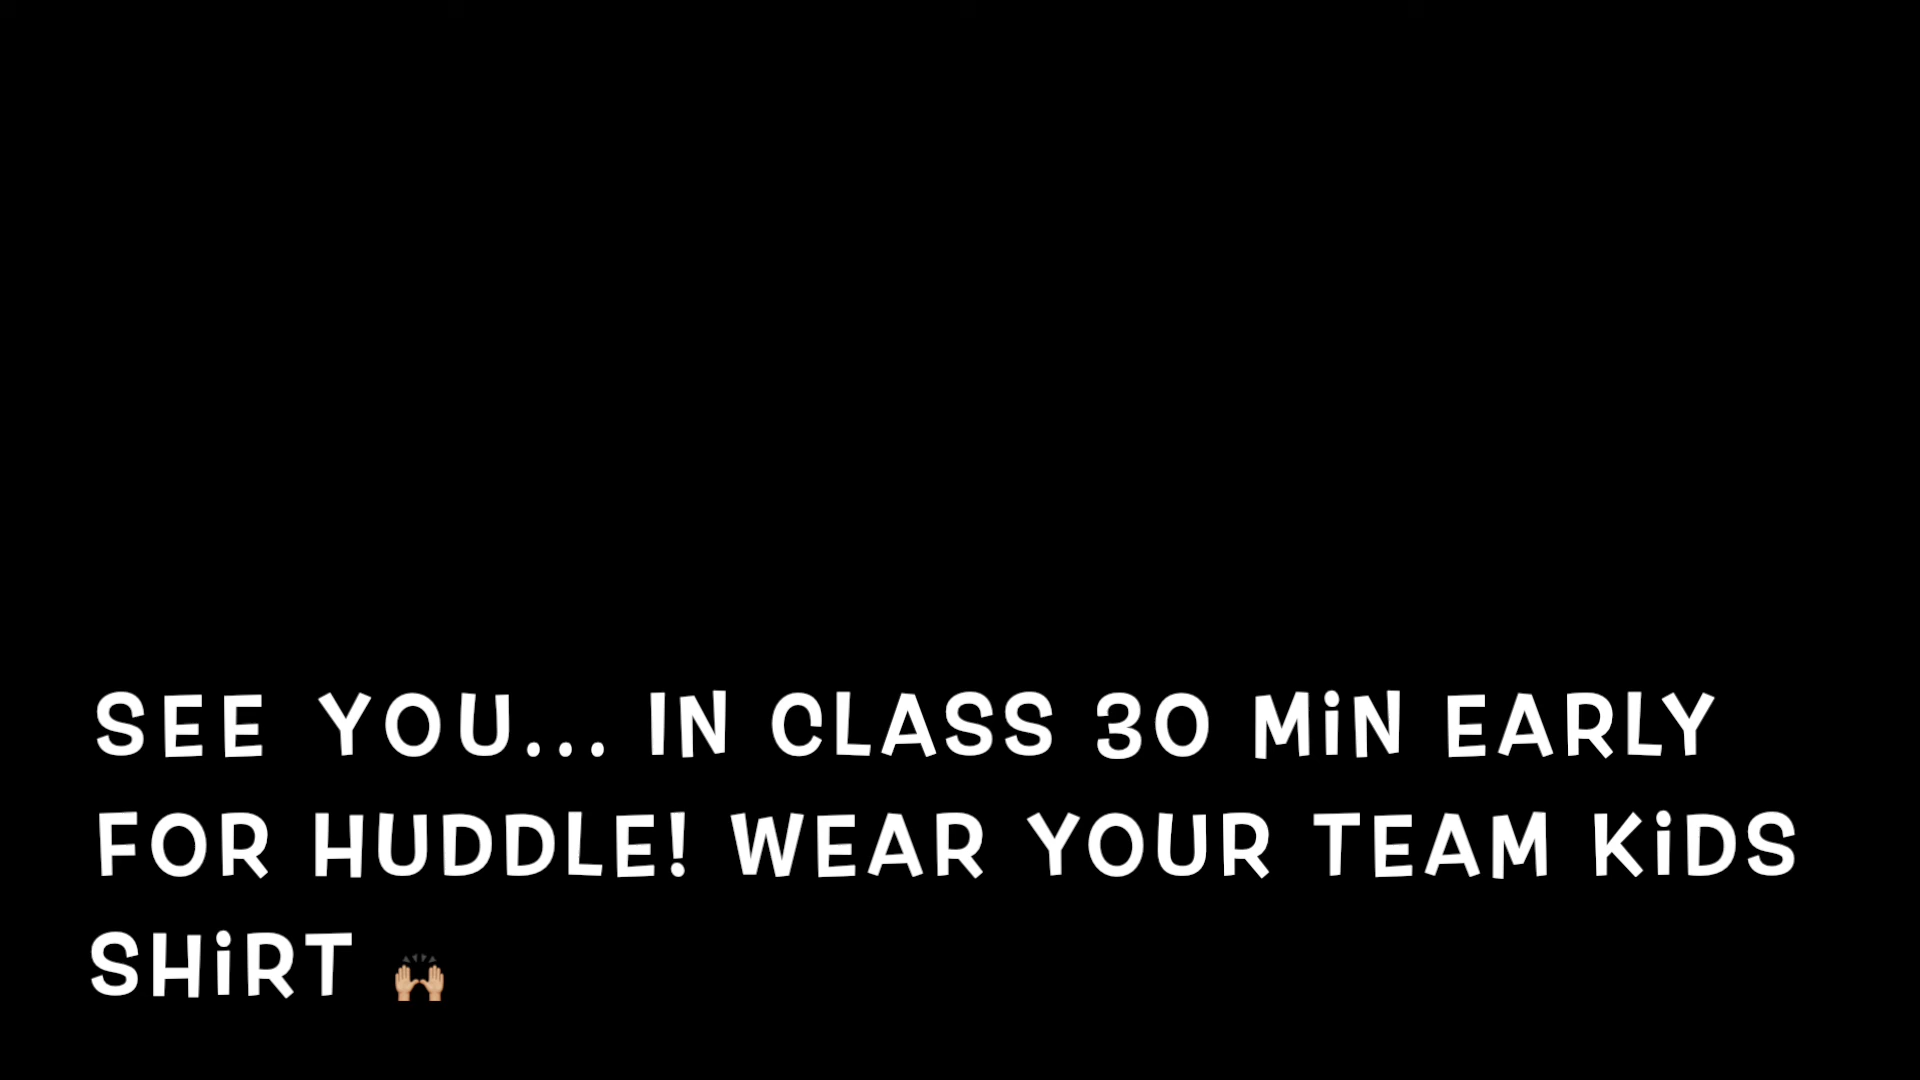 SEE YOU... IN CLASS 30 MiN EARLY
FOR HUDDLE! WEAR YOUR TEAM KiDS
SHiRT 🙌🏼